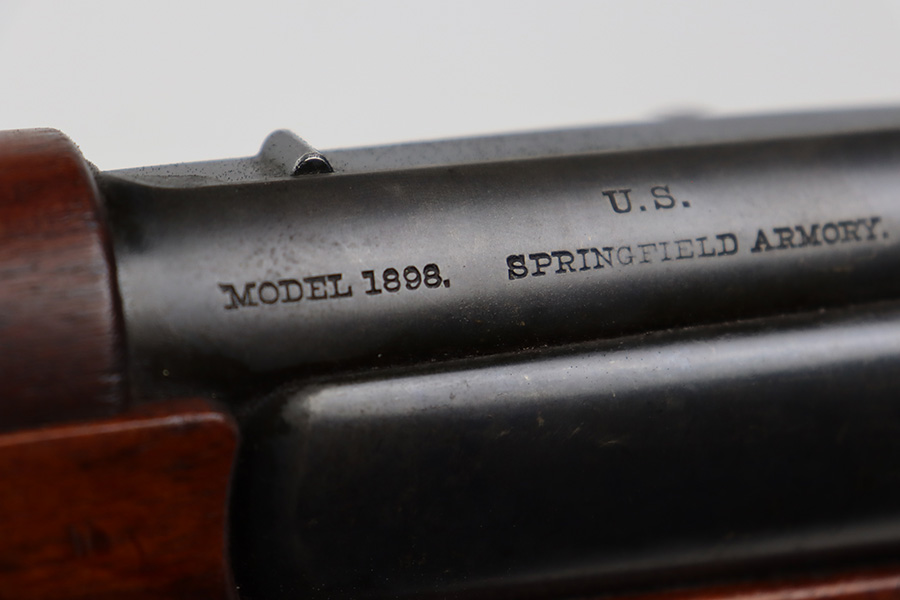 U.S.
MODEL 1898. SPRINGFIELD ARMORY.